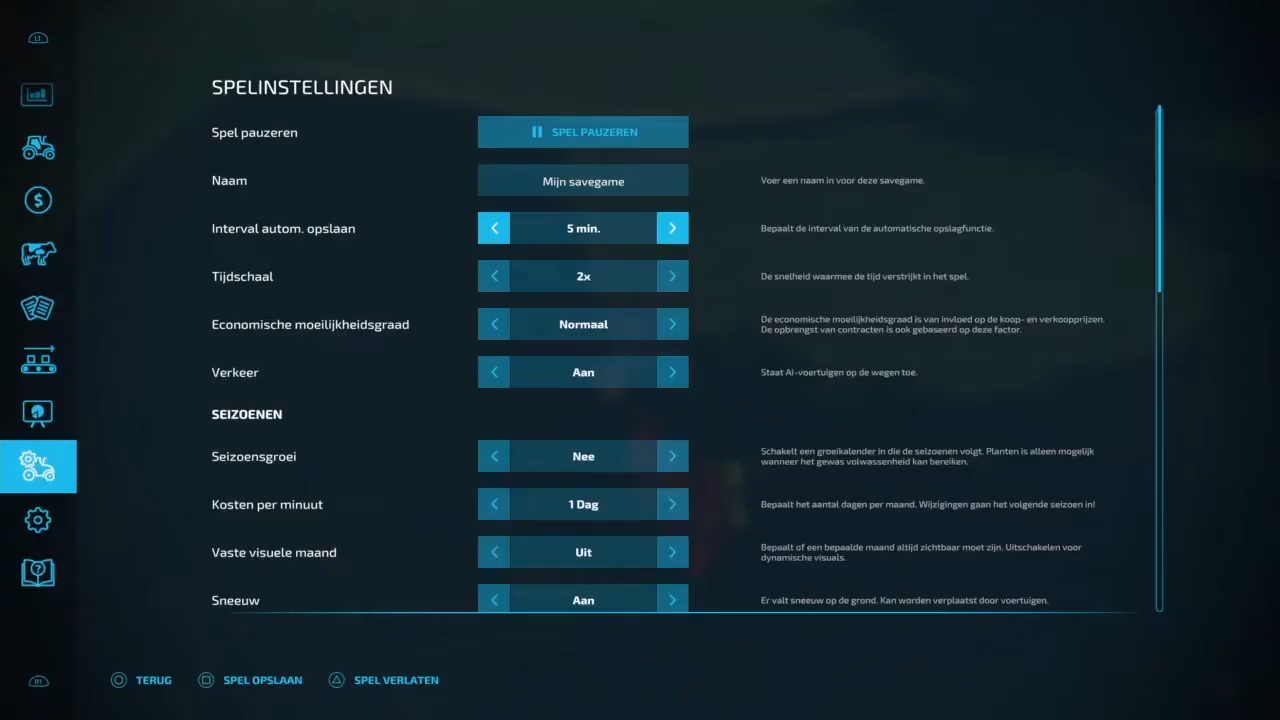 L1
SPELINSTELLINGEN
Spel pauzeren
SPEL PAUZEREN
Naam
Mijn savegame
Voer een naam in voor deze savegame.
Interval autom. opslaan
5 min.
Bepaalt de interval van de automatische opslagfunctie.
Tijdschaal
2x
De snelheid waarmee de tijd verstrijkt in het spel.
Economische moeilijkheidsgraad
Normaal
De economische moeilijkheidsgraad is van invloed op de koop- en verkoopprijzen.
De opbrengst van contracten is ook gebaseerd op deze factor.
Verkeer
Aan
Staat AI-voertuigen op de wegen toe.
SEIZOENEN
Seizoensgroei
Nee
Schakelt een groeikalender in die de seizoenen volgt. Planten is alleen mogelijk
wanneer het gewas volwassenheid kan bereiken.
Kosten per minuut
1 Dag
Bepaalt het aantal dagen per maand. Wijzigingen gaan het volgende seizoen in!
Vaste visuele maand
Uit
Bepaalt of een bepaalde maand altijd zichtbaar moet zijn. Uitschakelen voor
dynamische visuals.
Sneeuw
Aan
Er valt sneeuw op de grond. Kan worden verplaatst door voertuigen.
R1
TERUG
SPEL OPSLAAN
SPEL VERLATEN